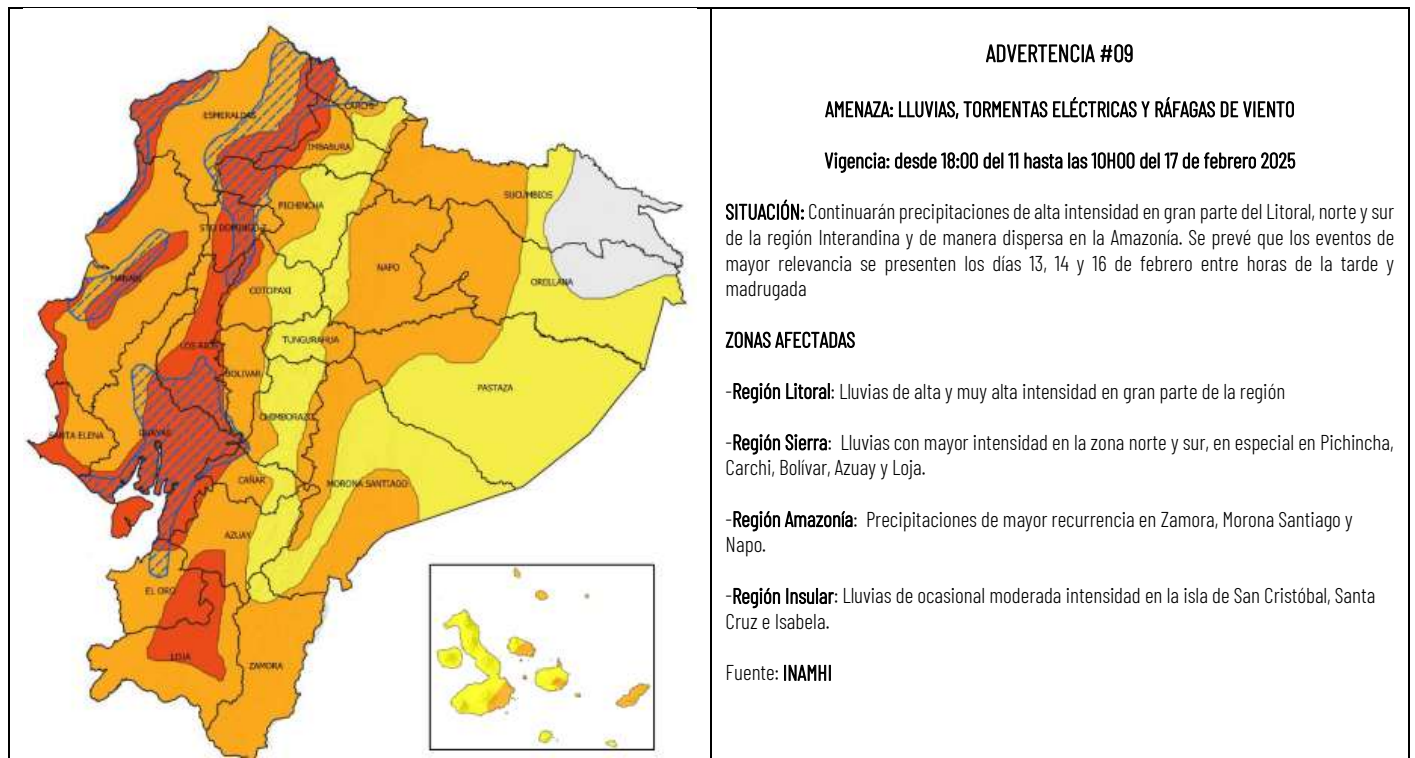 ESMERALDAS
CARCHI
IMBABURA
SUCUMBIOS
PICHINCHA
MANABI
NAPO
COTOPAXI
ORELLANA
LOS RIOS
TUNGURAHUA
BOLIVAR
PASTAZA
CHIMBORAZO
SANTA ELENA
GUAYAS
CAÑAR
MORONA SANTIAGO
AZUAY
EL ORO
LOJA
ZAMORA
ADVERTENCIA #09
AMENAZA: LLUVIAS, TORMENTAS ELÉCTRICAS Y RÁFAGAS DE VIENTO
Vigencia: desde 18:00 del 11 hasta las 10H00 del 17 de febrero 2025
SITUACIÓN: Continuarán precipitaciones de alta intensidad en gran parte del Litoral, norte y sur
de la región Interandina y de manera dispersa en la Amazonía. Se prevé que los eventos de
mayor relevancia se presenten los días 13, 14 y 16 de febrero entre horas de la tarde y
madrugada
ZONAS AFECTADAS
-Región Litoral: Lluvias de alta y muy alta intensidad en gran parte de la región
-Región Sierra: Lluvias con mayor intensidad en la zona norte y sur, en especial en Pichincha,
Carchi, Bolívar, Azuay y Loja.
-Región Amazonía: Precipitaciones de mayor recurrencia en Zamora, Morona Santiago y
Napo.
-Región Insular: Lluvias de ocasional moderada intensidad en la isla de San Cristóbal, Santa
Cruz e Isabela.
Fuente: INAMHI